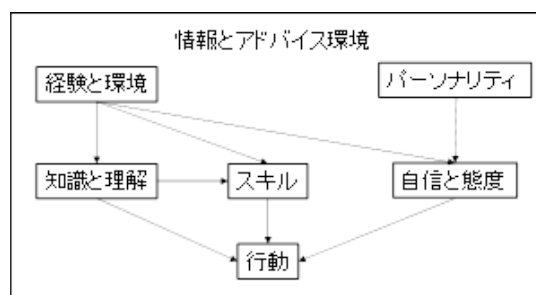 情報とアドバイス環境
経験と環境
パーソナリティ
知識と理解
スキル
自信と態度
行動